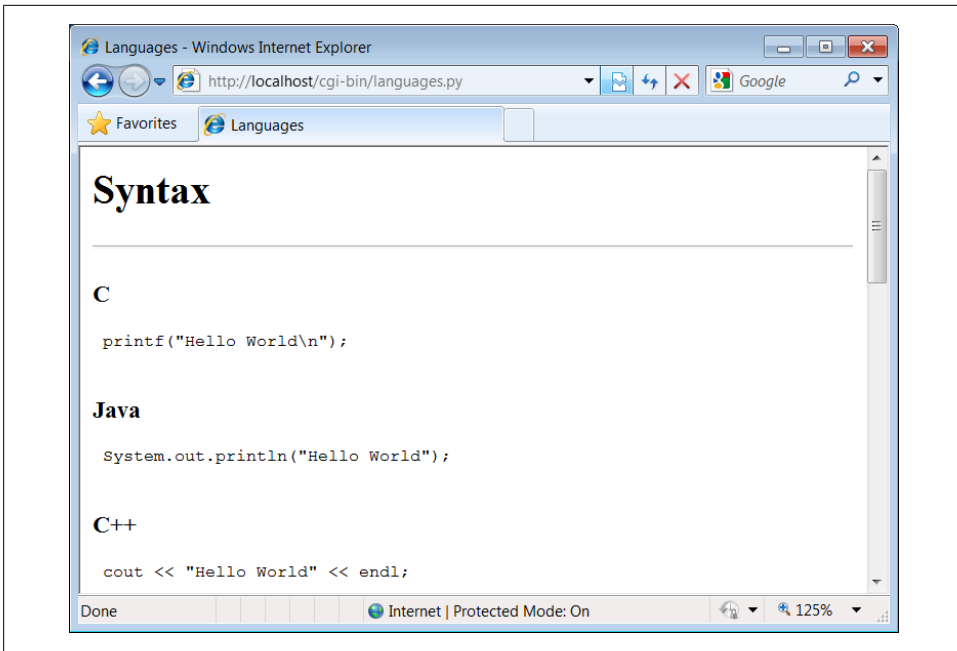 Languages - Windows Internet Explorer
http://localhost/cgi-bin/languages.py
Google
Favorites
Languages
Syntax
C
printf("Hello World\n");
Java
System.out.println("Hello World");
C++
cout << "Hello World" << endl;
Done
Internet | Protected Mode: On
125%